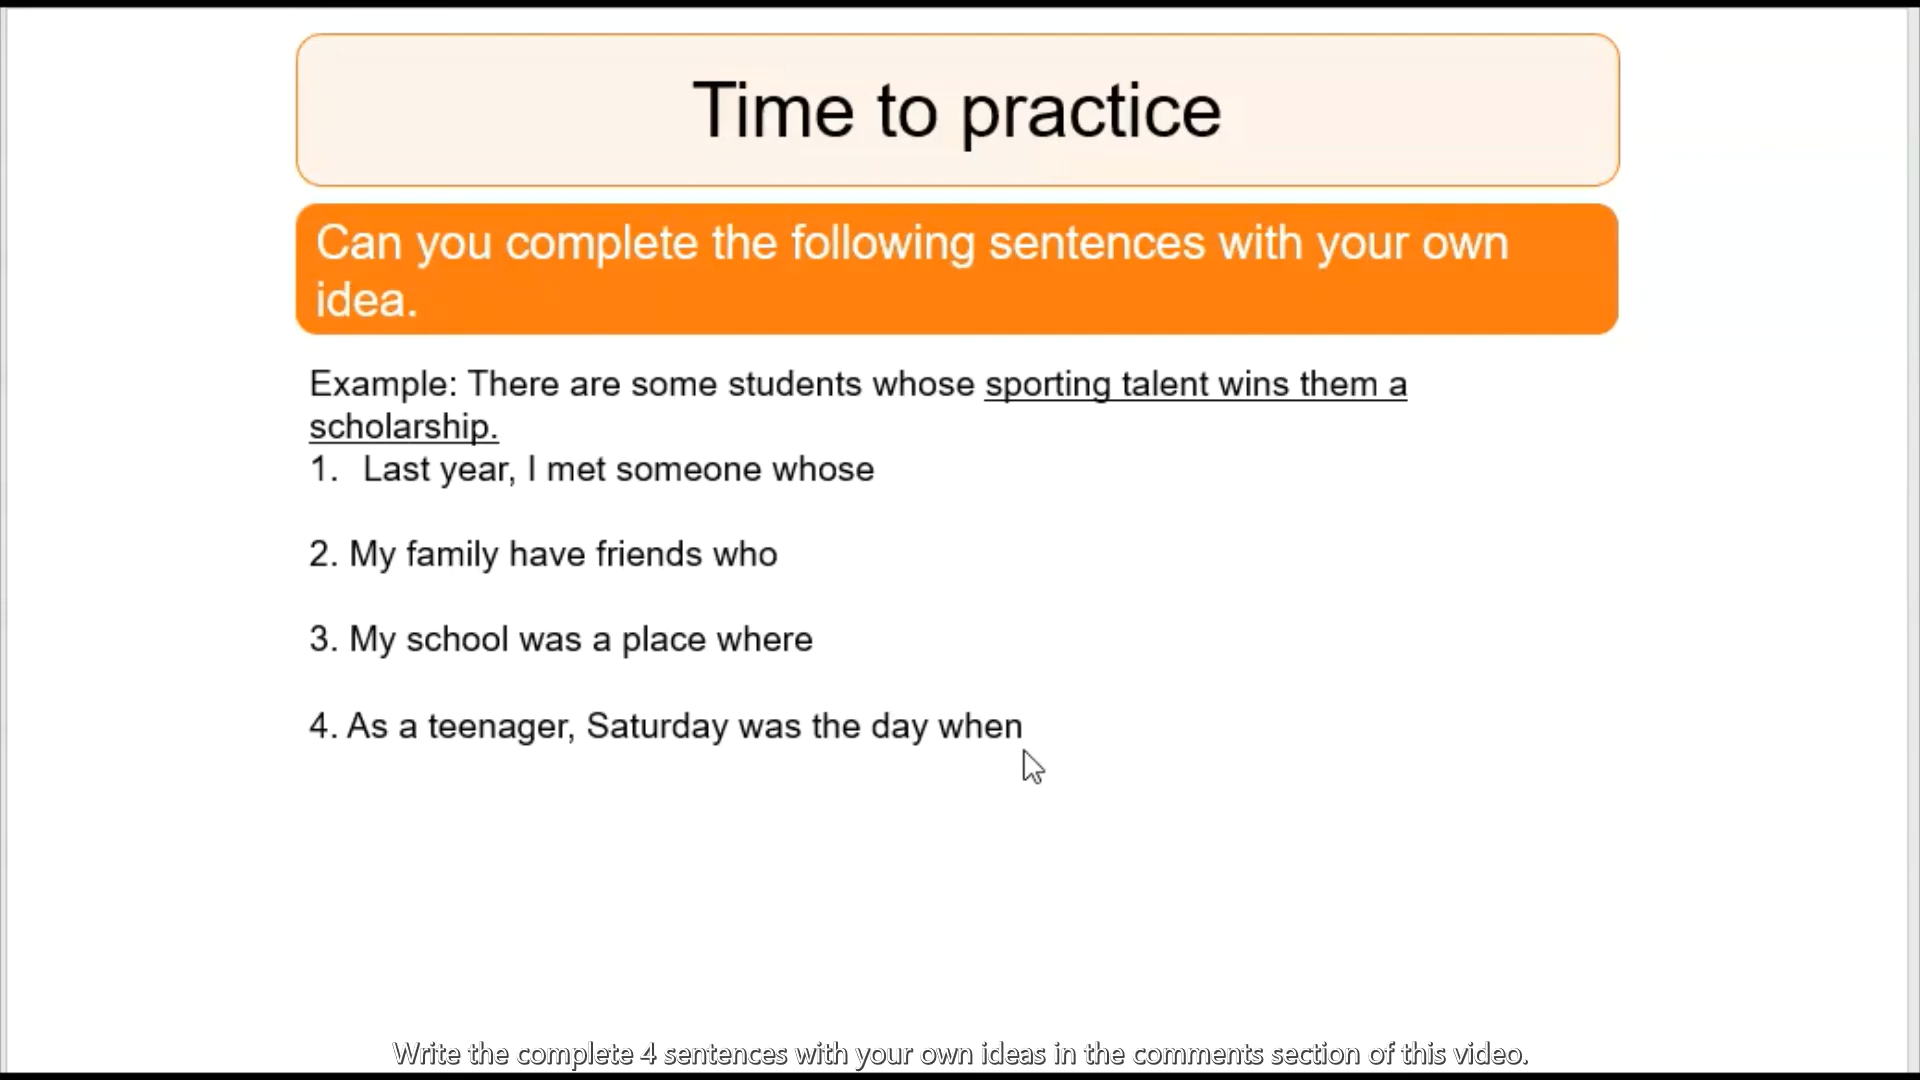 Time to practice
Can you complete the following sentences with your own
idea.
Example: There are some students whose sporting talent wins them a
scholarship.
1. Last year, I met someone whose
2. My family have friends who
3. My school was a place where
4. As a teenager, Saturday was the day when
Write the complete 4 sentences with your own ideas in the comments section of this video.